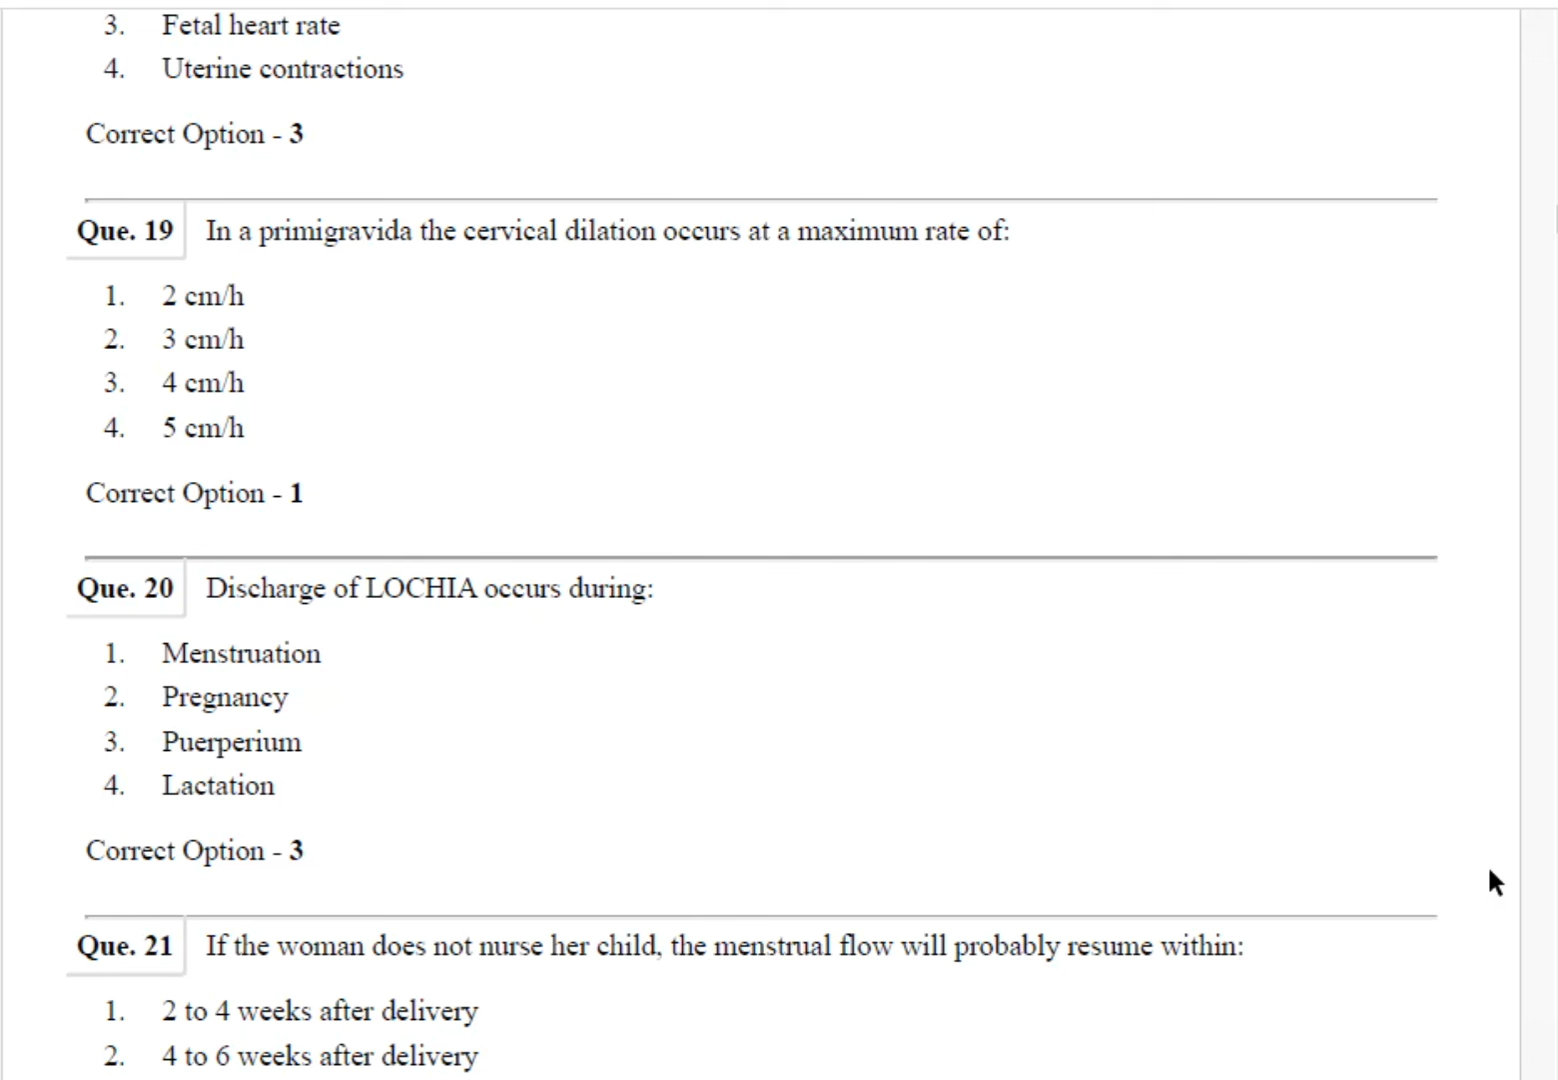 3. Fetal heart rate
4. Uterine contractions
Correct Option - 3
Que. 19 In a primigravida the cervical dilation occurs at a maximum rate of:
1. 2 cm/h
2. 3 cm/h
3. 4 cm/h
4. 5 cm/h
Correct Option - 1
Que. 20 Discharge of LOCHIA occurs during:
1. Menstruation
2. Pregnancy
3. Puerperium
4. Lactation
Correct Option - 3
Que. 21 If the woman does not nurse her child, the menstrual flow will probably resume within:
1. 2 to 4 weeks after delivery
2. 4 to 6 weeks after delivery